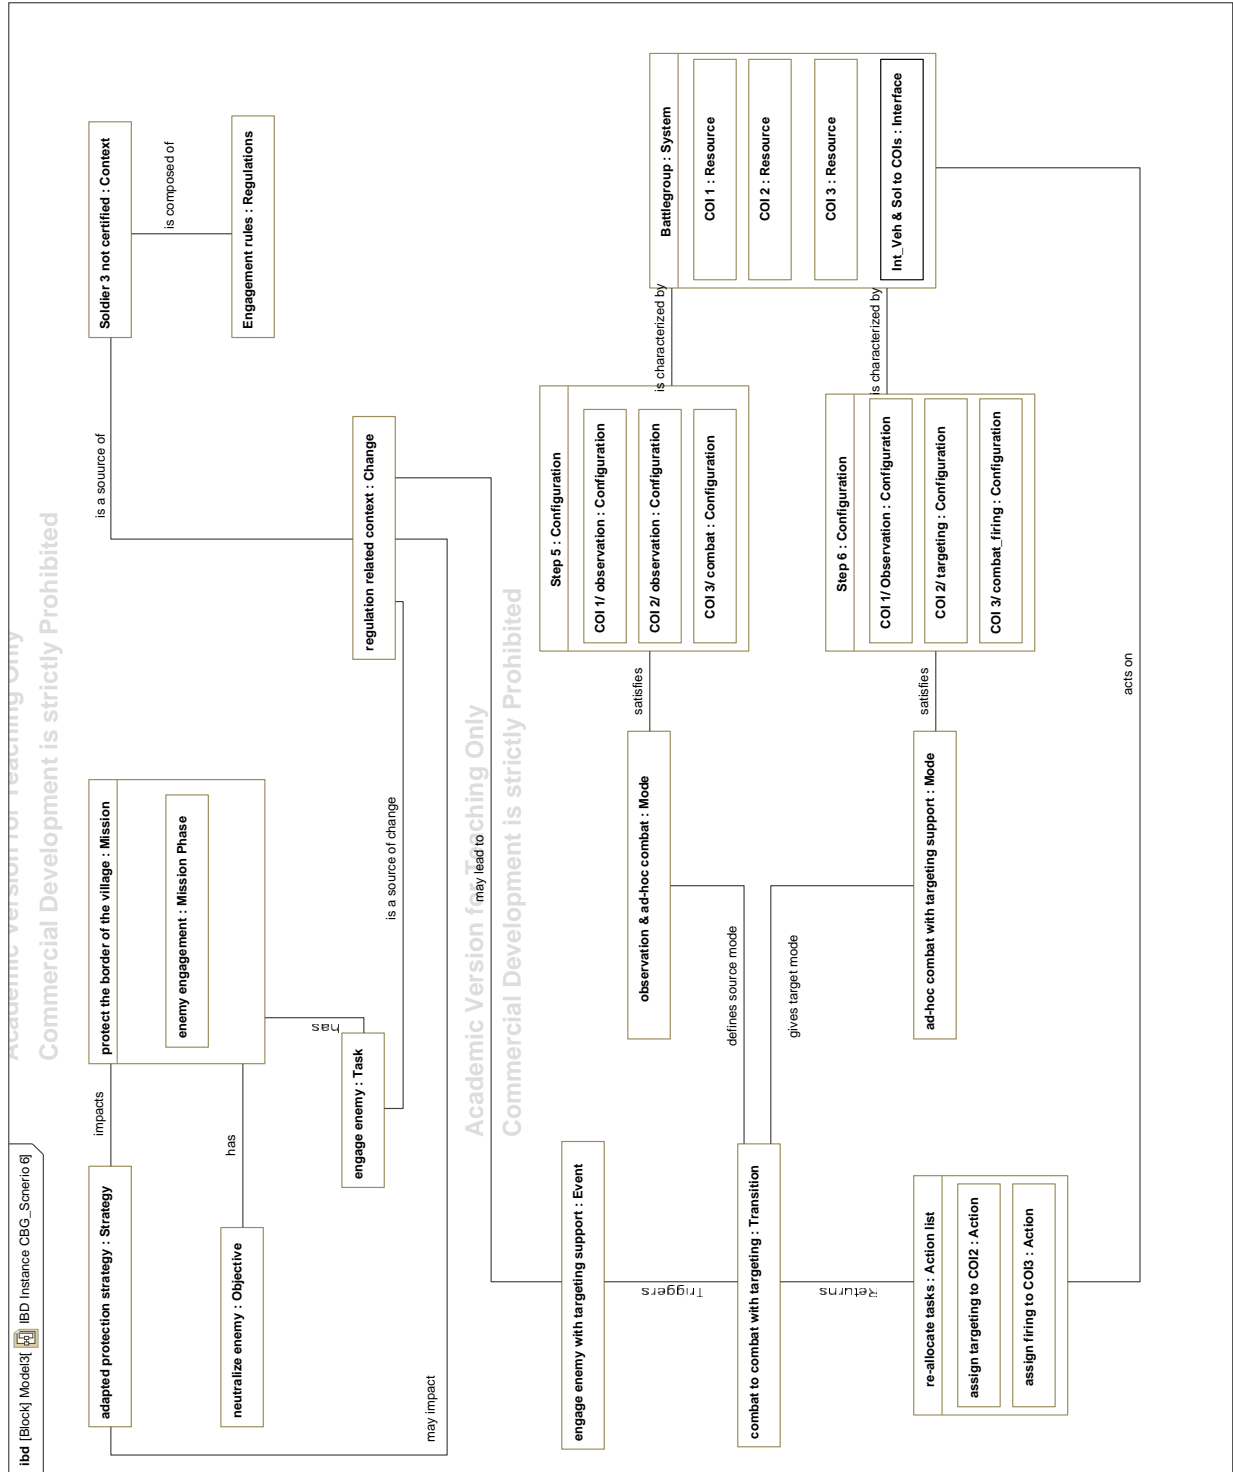 ibd [Block] Model3[ IBD Instance CBG_Scnerio 6]
Academic Version for Teaching Only
Commercial Development is strictly Prohibited
adapted protection strategy : Strategy
impacts
protect the border of the village : Mission
enemy engagement : Mission Phase
is a souurce of
Soldier 3 not certified : Context
is composed of
Engagement rules : Regulations
neutralize enemy : Objective
has
has
engage enemy : Task
is a source of change
regulation related context : Change
may impact
may lead to
Academic Version for Teaching Only
Commercial Development is strictly Prohibited
engage enemy with targeting support : Event
Triggers
combat to combat with targeting : Transition
Returns
defines source mode
gives target mode
observation & ad-hoc combat : Mode
satisfies
Step 5 : Configuration
COI 1/ observation : Configuration
COI 2/ observation : Configuration
COI 3/ combat : Configuration
is characterized by
Battlegroup : System
COI 1 : Resource
COI 2 : Resource
COI 3 : Resource
Int_Veh & Sol to COIs : Interface
is characterized by
Step 6 : Configuration
COI 1/ Observation : Configuration
COI 2/ targeting : Configuration
COI 3/ combat_firing : Configuration
satisfies
ad-hoc combat with targeting support : Mode
re-allocate tasks : Action list
assign targeting to COI2 : Action
assign firing to COI3 : Action
acts on